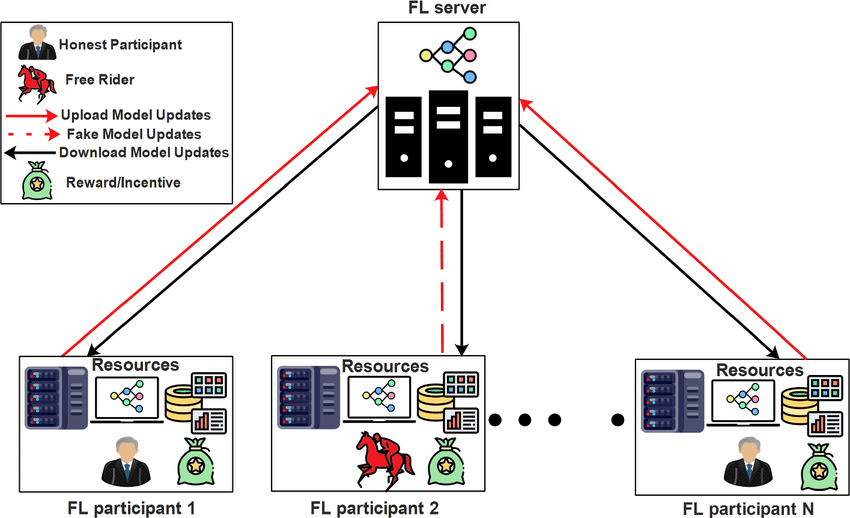 FL server
Honest Participant
Free Rider
Upload Model Updates
Fake Model Updates
Download Model Updates
Reward/Incentive
Resources
Resources
Resources
FL participant 1
FL participant 2
FL participant N